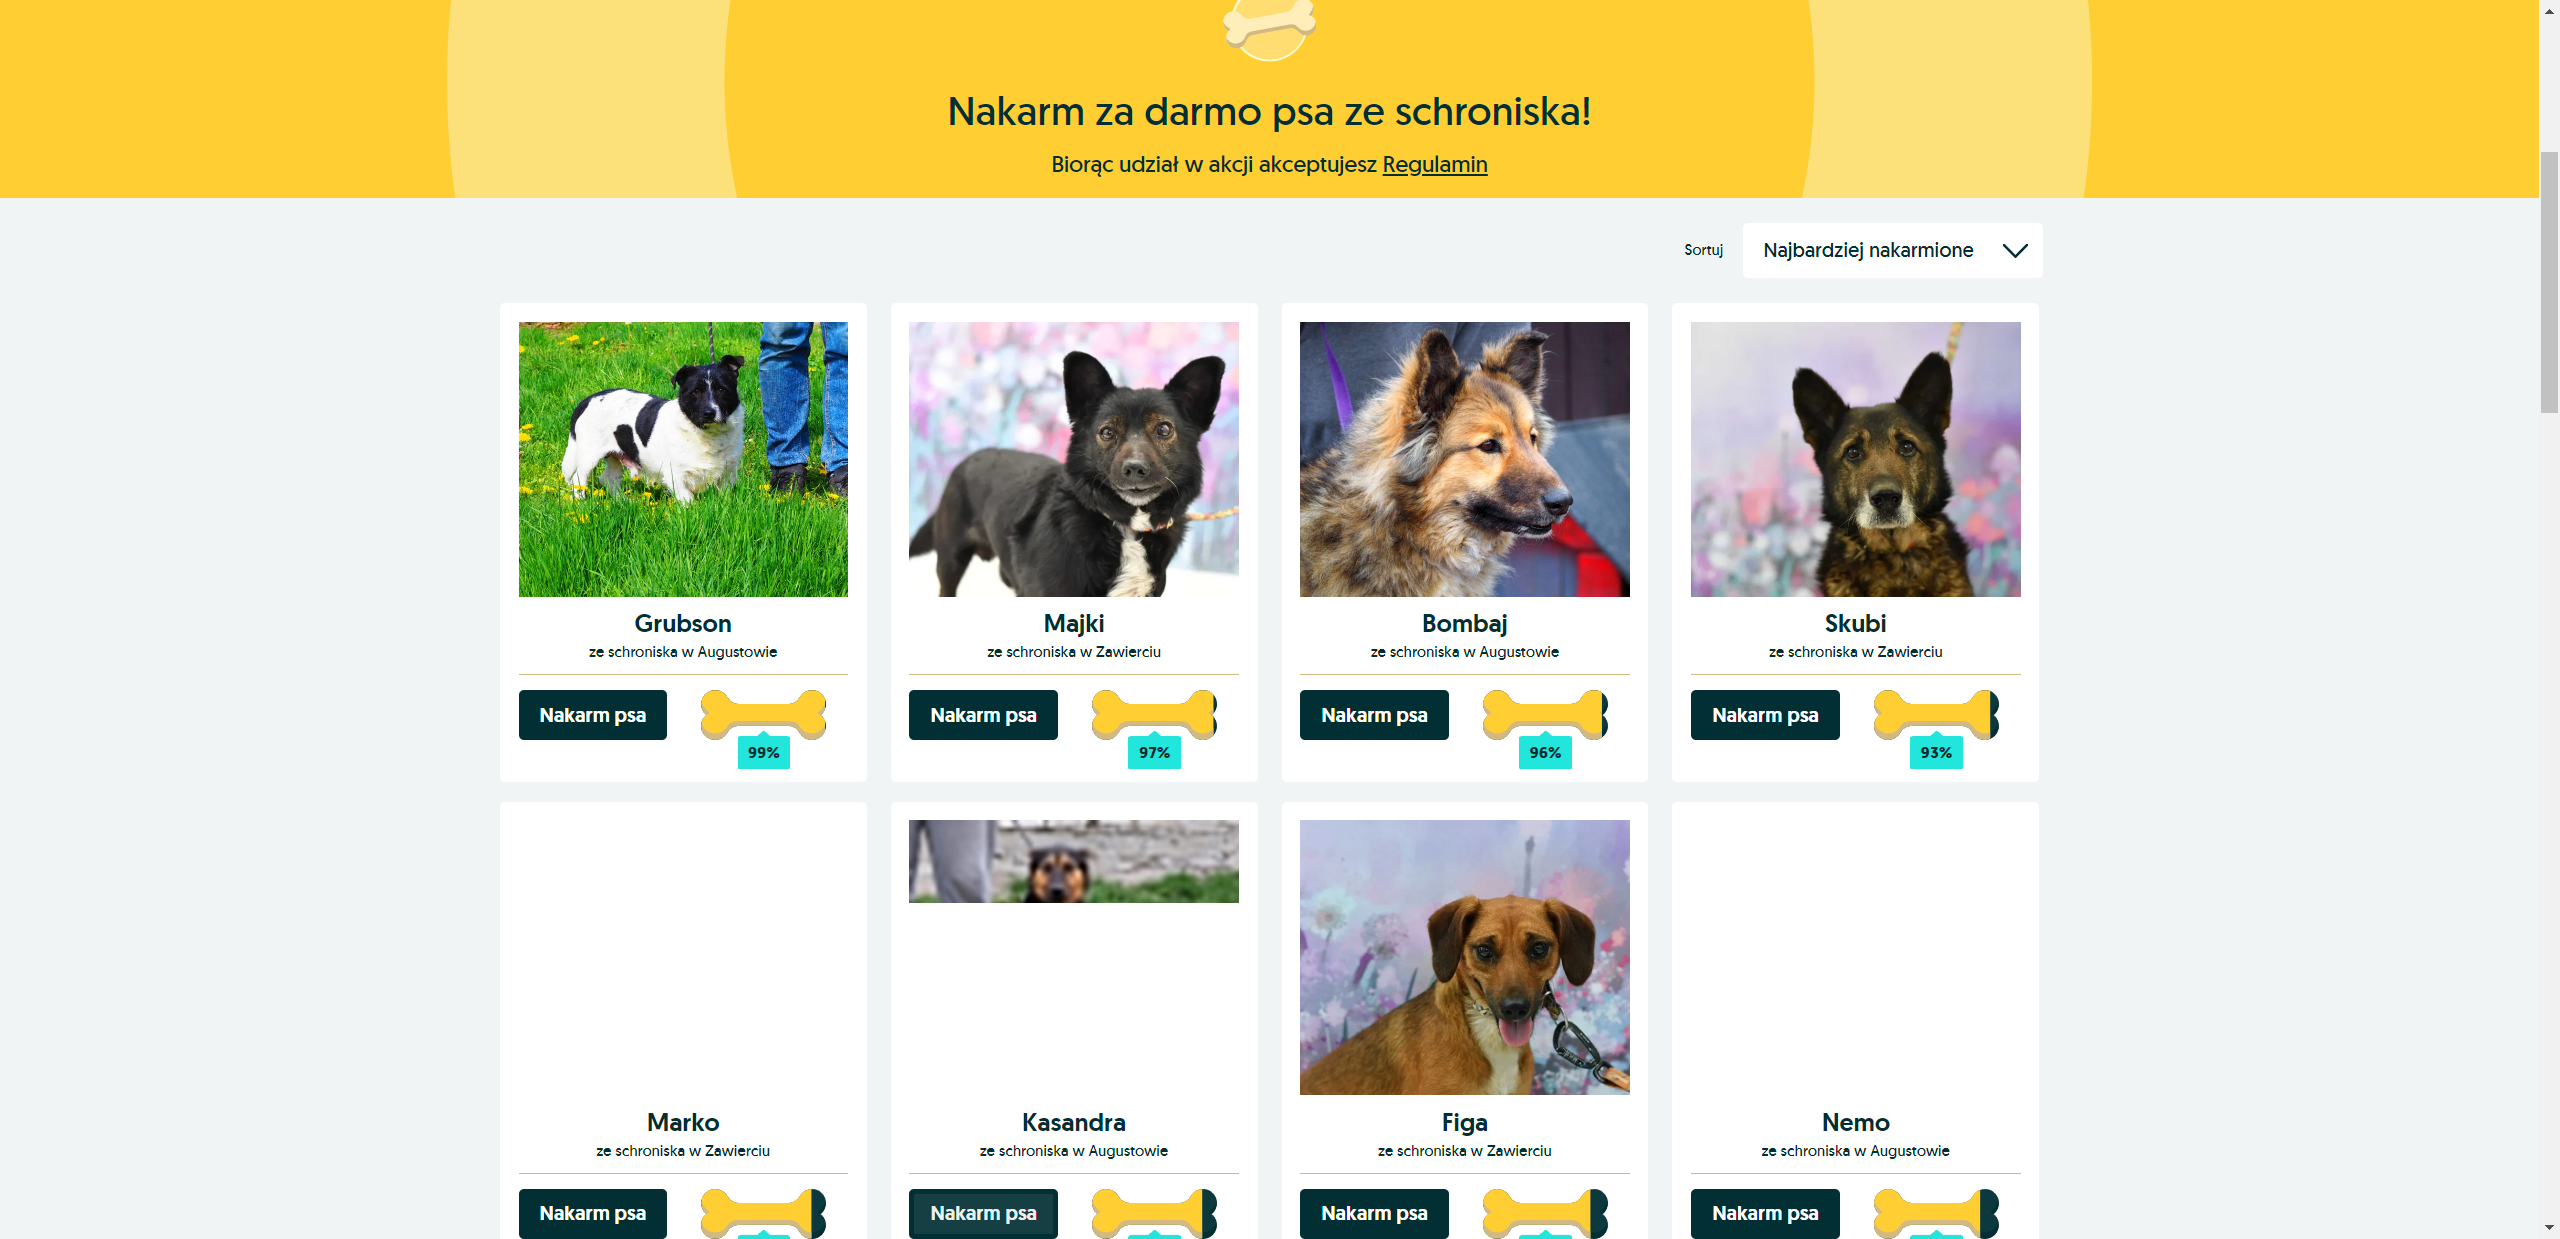 Nakarm za darmo psa ze schroniska!
Biorąc udział w akcji akceptujesz Regulamin
Sortuj
Najbardziej nakarmione
Grubson
ze schroniska w Augustowie
Nakarm psa
99%
Majki
ze schroniska w Zawierciu
Nakarm psa
97%
Bombaj
ze schroniska w Augustowie
Nakarm psa
96%
Skubi
ze schroniska w Zawierciu
Nakarm psa
93%
Marko
ze schroniska w Zawierciu
Nakarm psa
Kasandra
ze schroniska w Augustowie
Nakarm psa
Figa
ze schroniska w Zawierciu
Nakarm psa
Nemo
ze schroniska w Augustowie
Nakarm psa